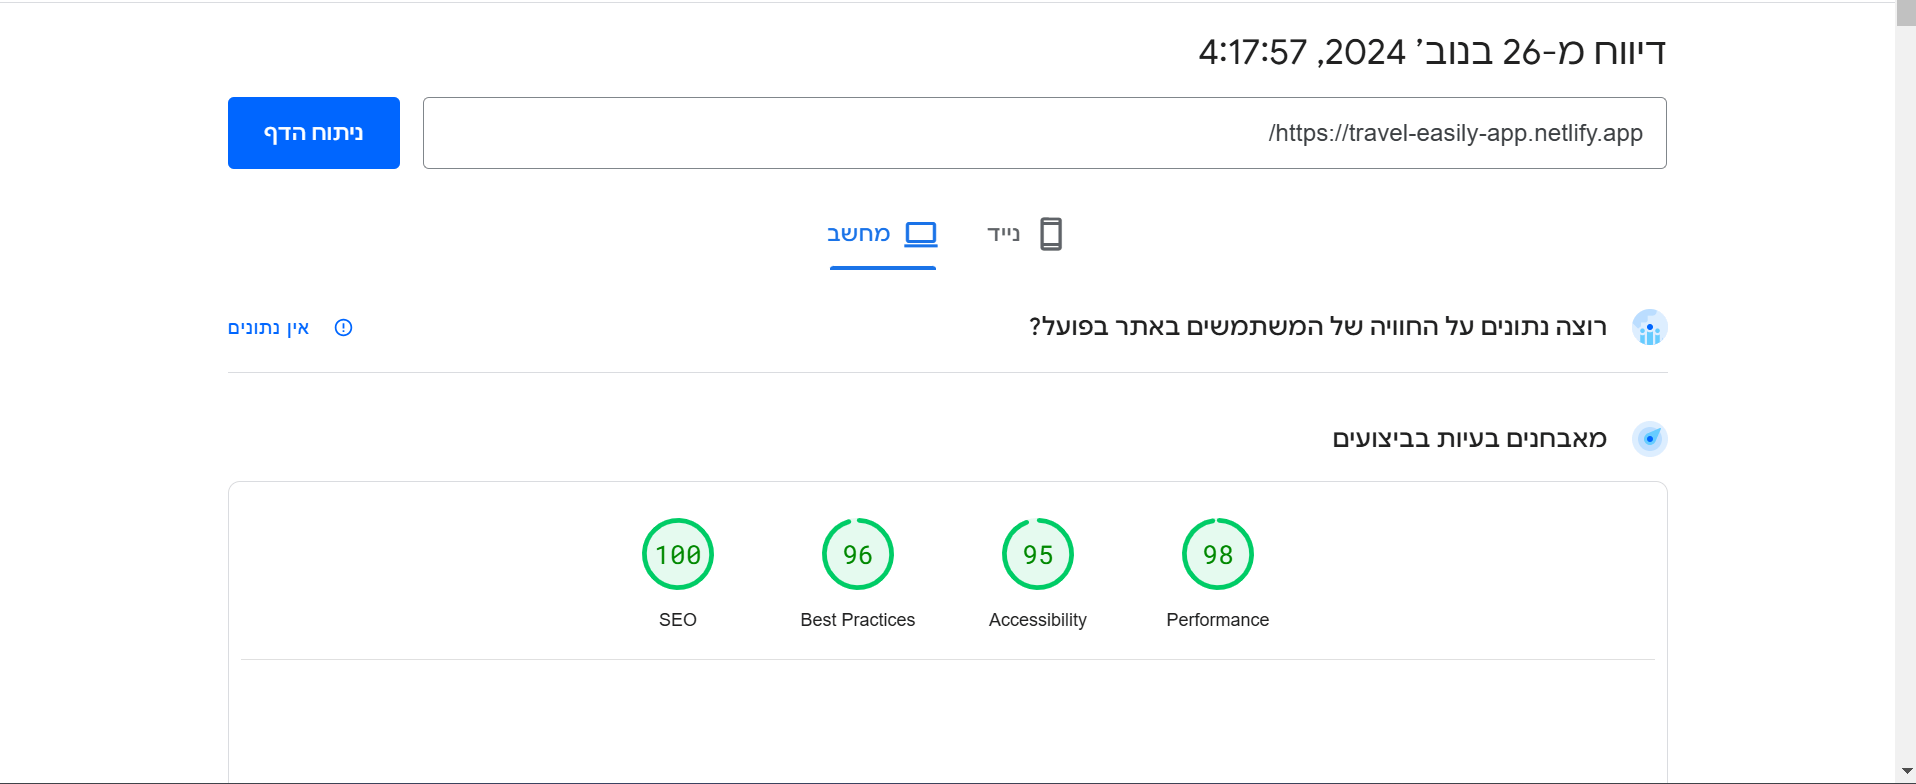 דיווח מ-26 בנוב׳ 2024, 4:17:57
https://travel-easily-app.netlify.app/
ניתוח הדף
נייד
מחשב
רוצה נתונים על החוויה של המשתמשים באתר בפועל?
אין נתונים
מאבחנים בעיות בביצועים
98
95
96
100
Performance
Accessibility
Best Practices
SEO